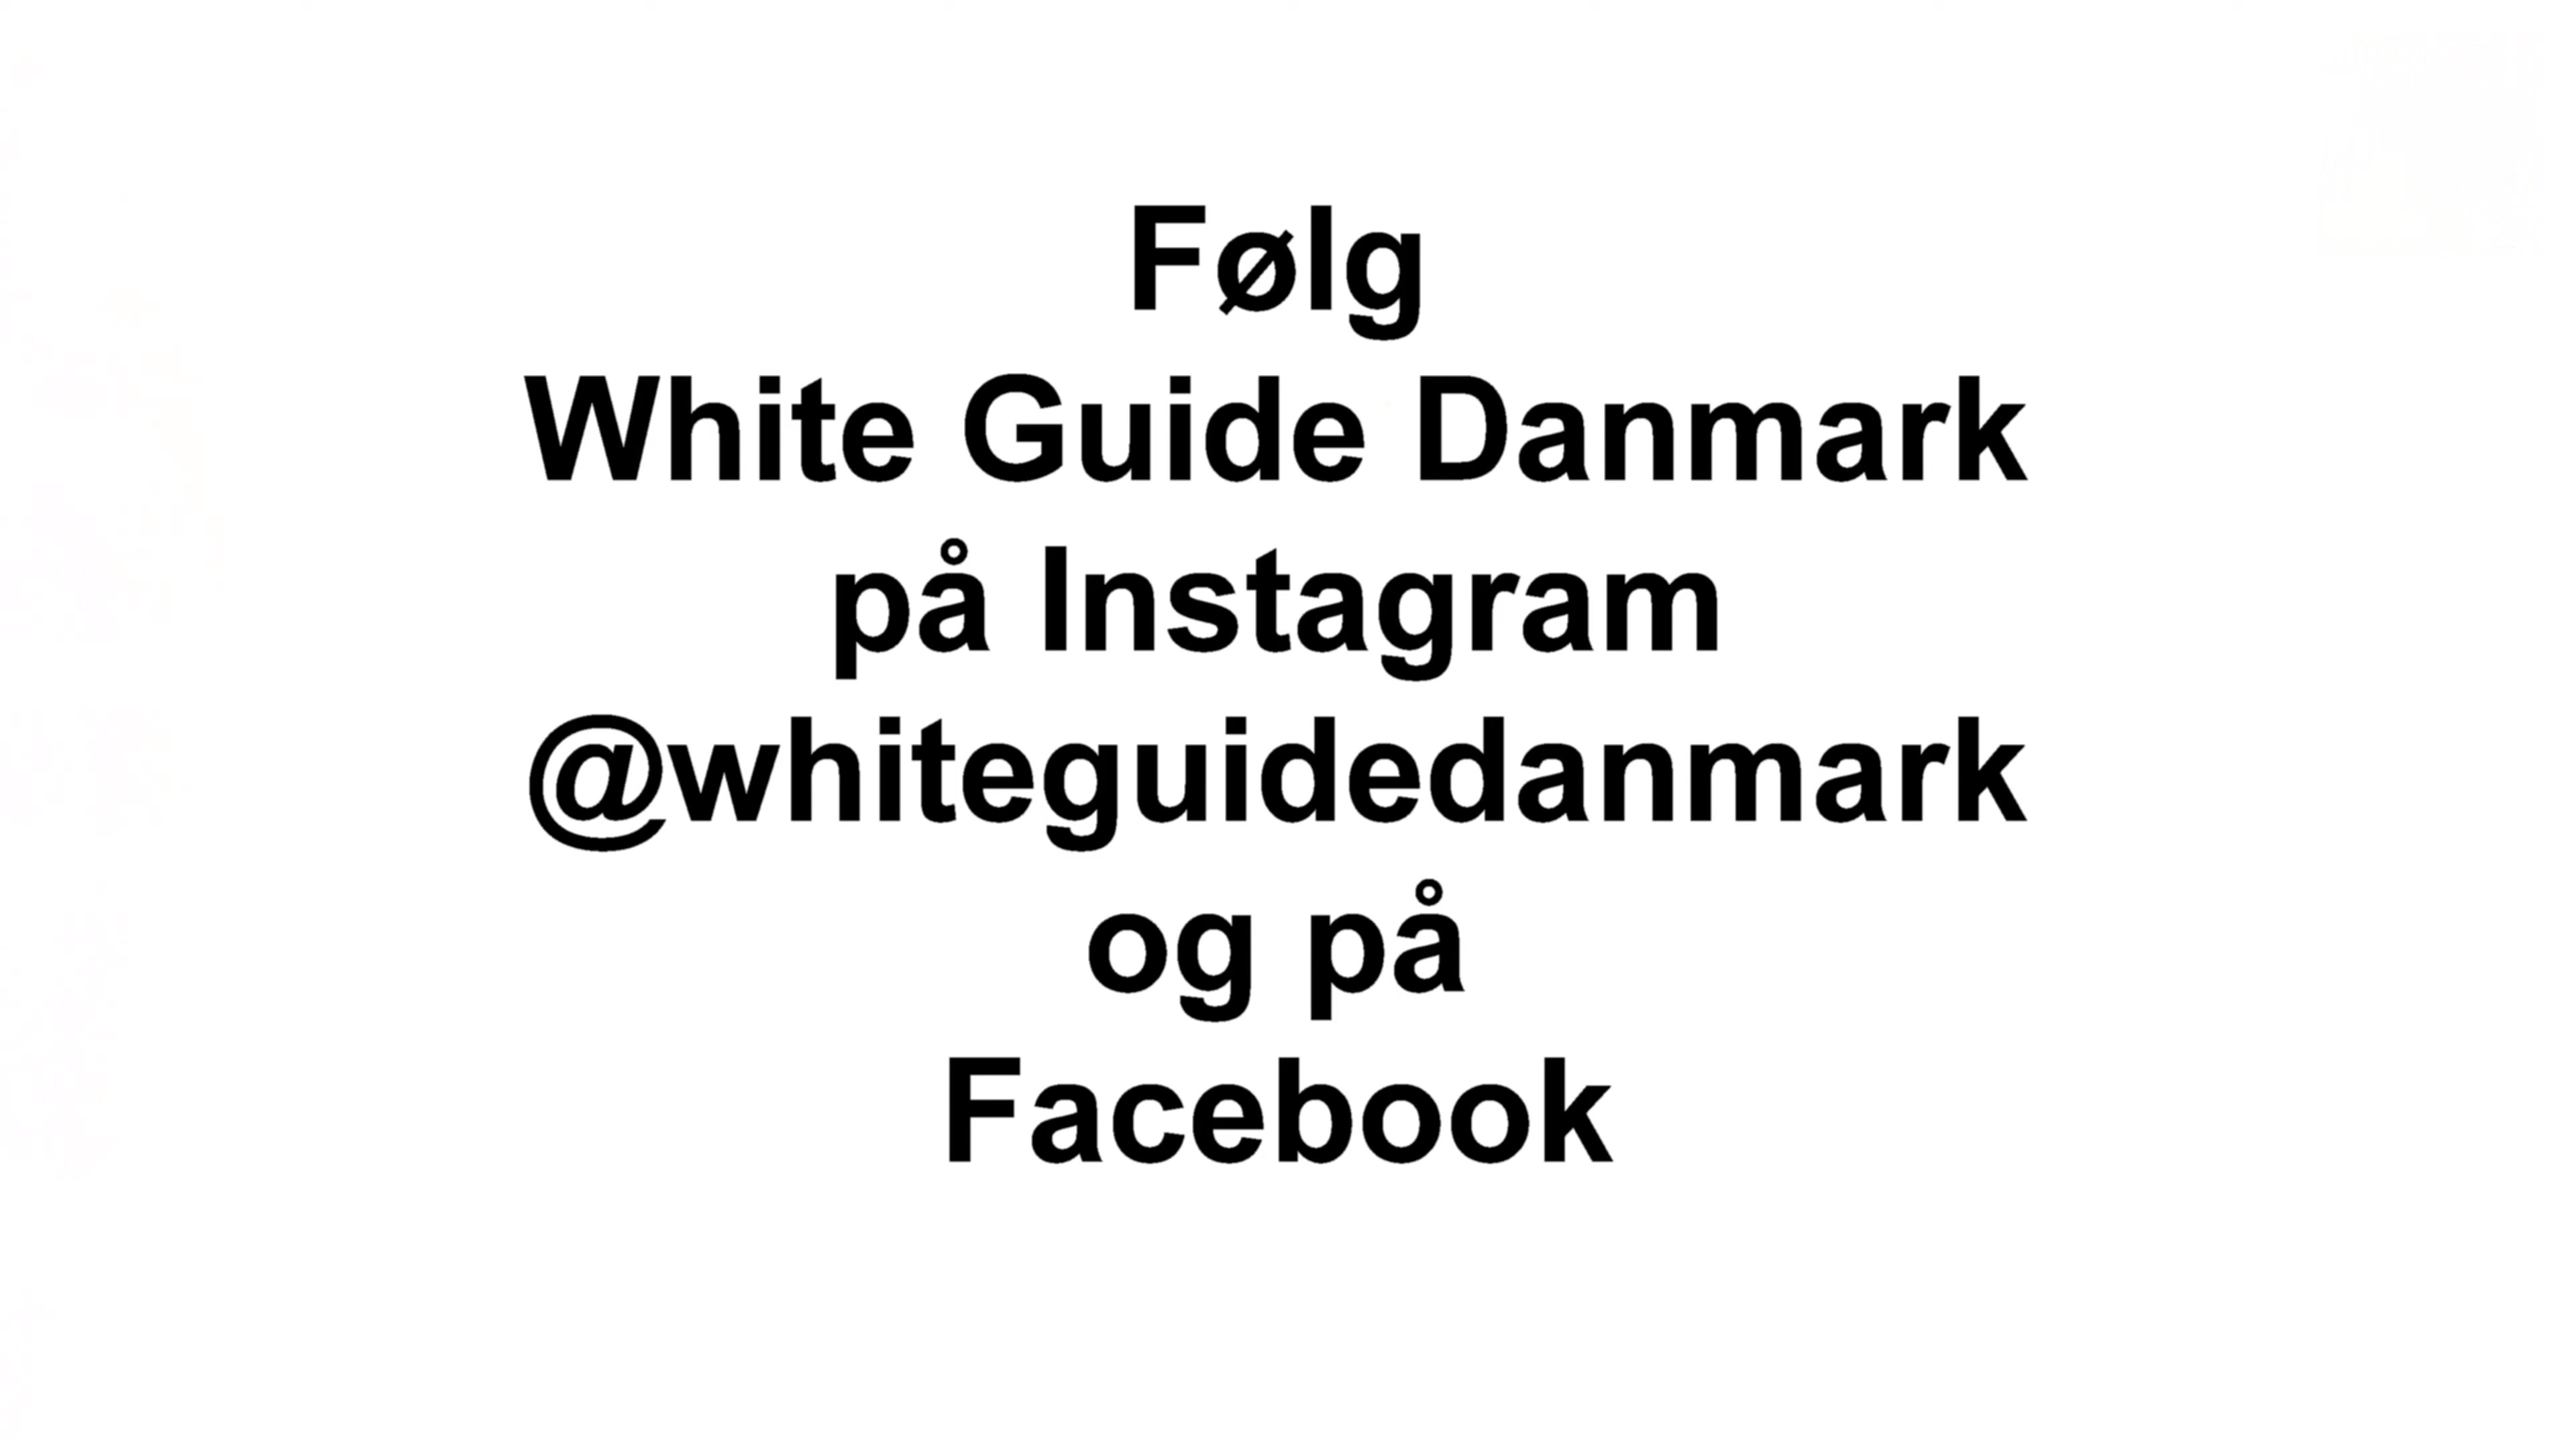 Følg
White Guide Danmark
på Instagram
@whiteguidedanmark
og på
Facebook